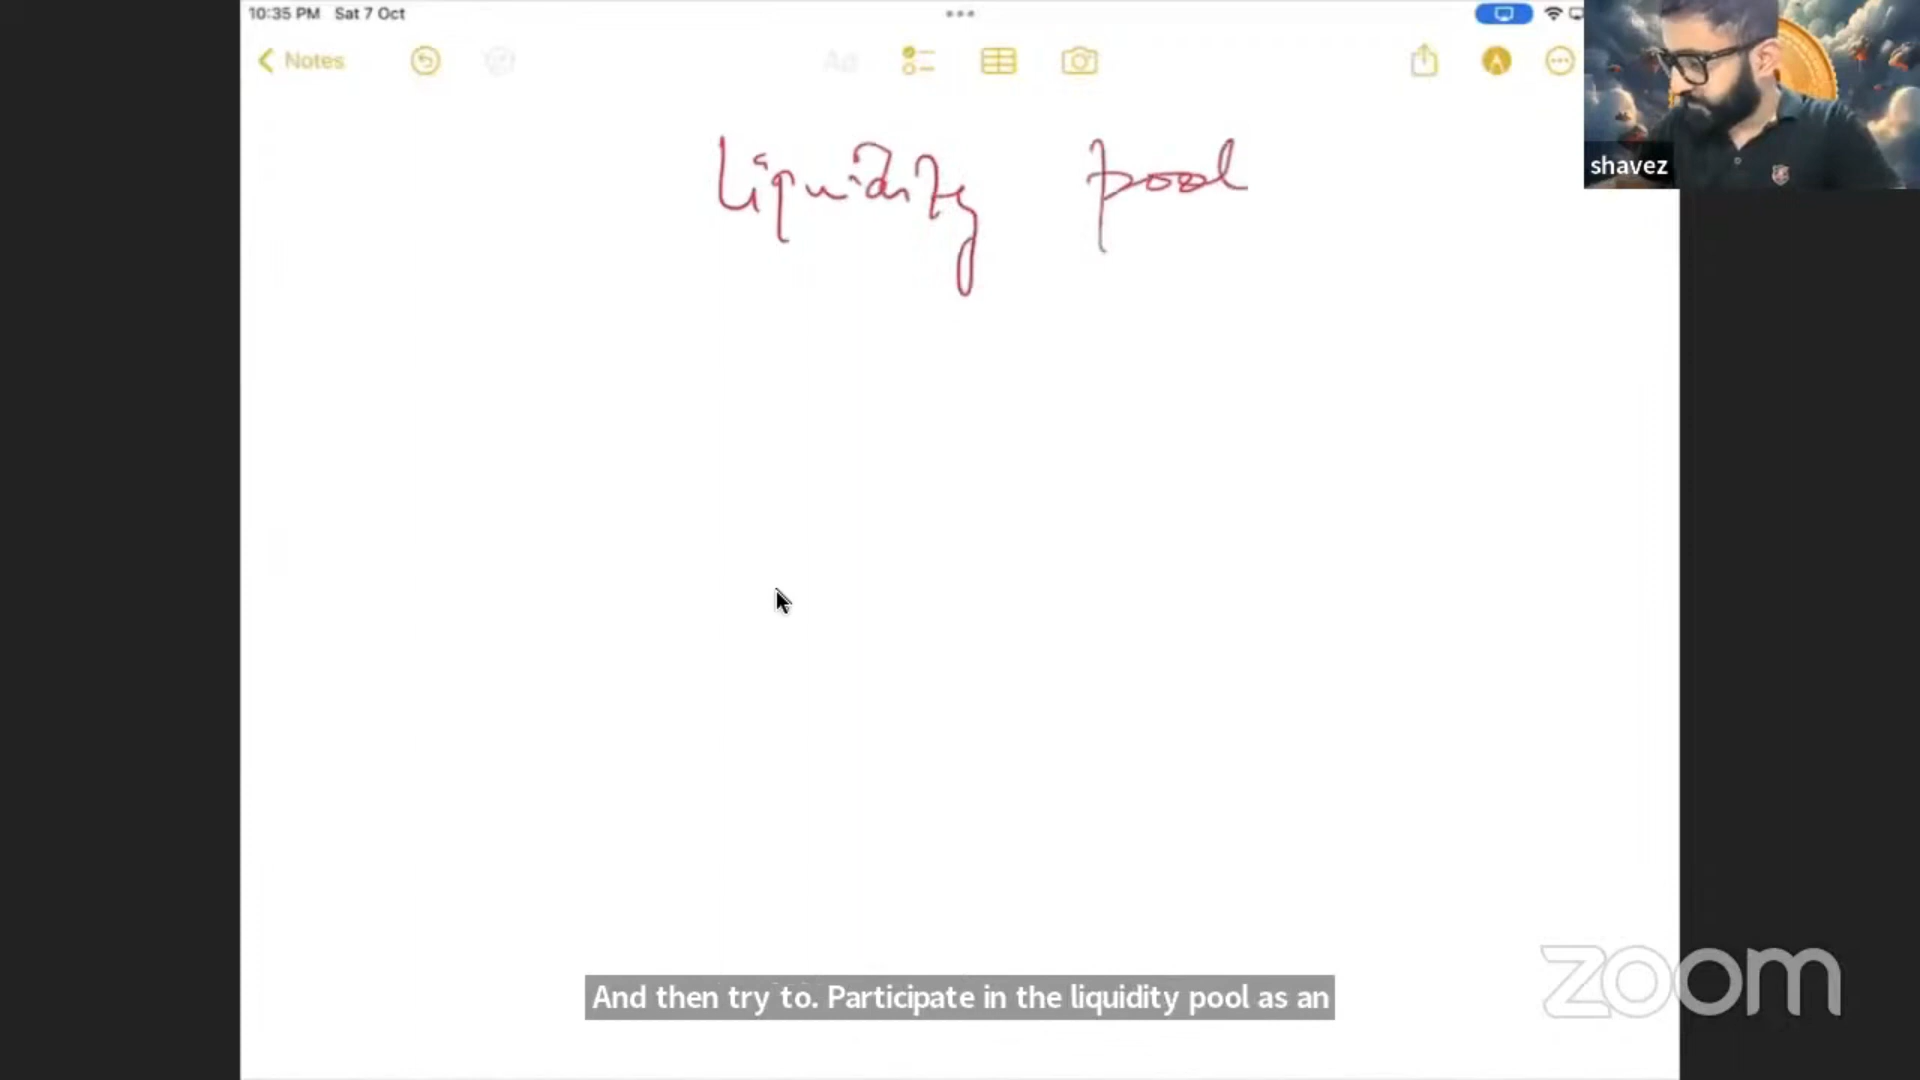 10:35 PM Sat 7 Oct
Notes
Aa
shavez
Liquidity pool
And then try to. Participate in the liquidity pool as an
zoom